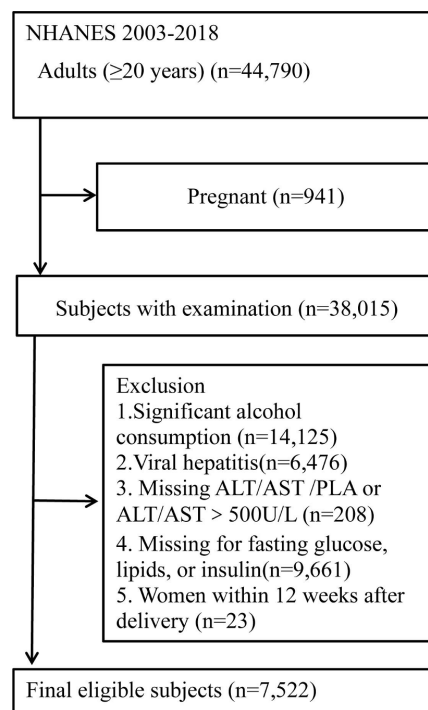 NHANES 2003-2018
Adults (≥20 years) (n=44,790)
Pregnant (n=941)
Subjects with examination (n=38,015)
Exclusion
1.Significant alcohol
consumption (n=14,125)
2.Viral hepatitis(n=6,476)
3. Missing ALT/AST /PLA or
ALT/AST > 500U/L (n=208)
4. Missing for fasting glucose,
lipids, or insulin(n=9,661)
5. Women within 12 weeks after
delivery (n=23)
Final eligible subjects (n=7,522)